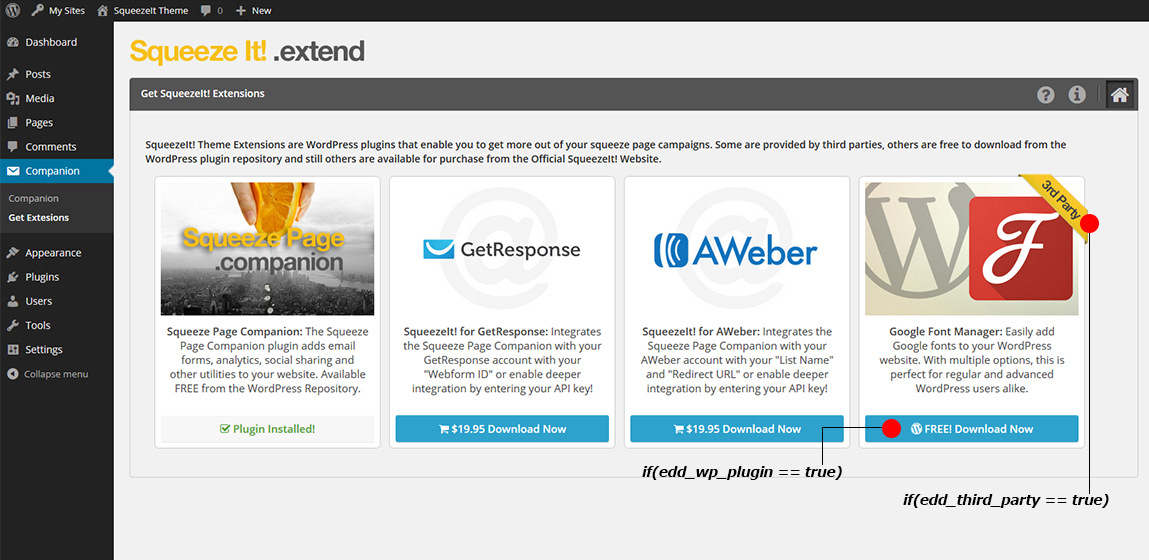 My Sites SqueezeIt Theme 0 New
Dashboard
Posts
Media
Pages
Comments
Companion
Companion
Get Extesions
Appearance
Plugins
Users
Tools
Settings
Collapse menu
Squeeze It! .extend
Get SqueezeIt! Extensions
SqueezeIt! Theme Extensions are WordPress plugins that enable you to get more out of your squeeze page campaigns. Some are provided by third parties, others are free to download from the
WordPress plugin repository and still others are available for purchase from the Official SqueezeIt! Website.
Squeeze Page
.companion
Squeeze Page Companion: The Squeeze
Page Companion plugin adds email
forms, analytics, social sharing and
other utilities to your website. Available
FREE from the WordPress Repository.
Plugin Installed!
GetResponse
SqueezeIt! for GetResponse: Integrates
the Squeeze Page Companion with your
GetResponse account with your
"Webform ID" or enable deeper
integration by entering your API key!
$19.95 Download Now
AWeber
SqueezeIt! for AWeber: Integrates the
Squeeze Page Companion with your
AWeber account with your "List Name"
and "Redirect URL" or enable deeper
integration by entering your API key!
$19.95 Download Now
3rd Party
Google Font Manager: Easily add
Google fonts to your WordPress
website. With multiple options, this is
perfect for regular and advanced
WordPress users alike.
FREE! Download Now
if(edd_wp_plugin == true)
if(edd_third_party == true)